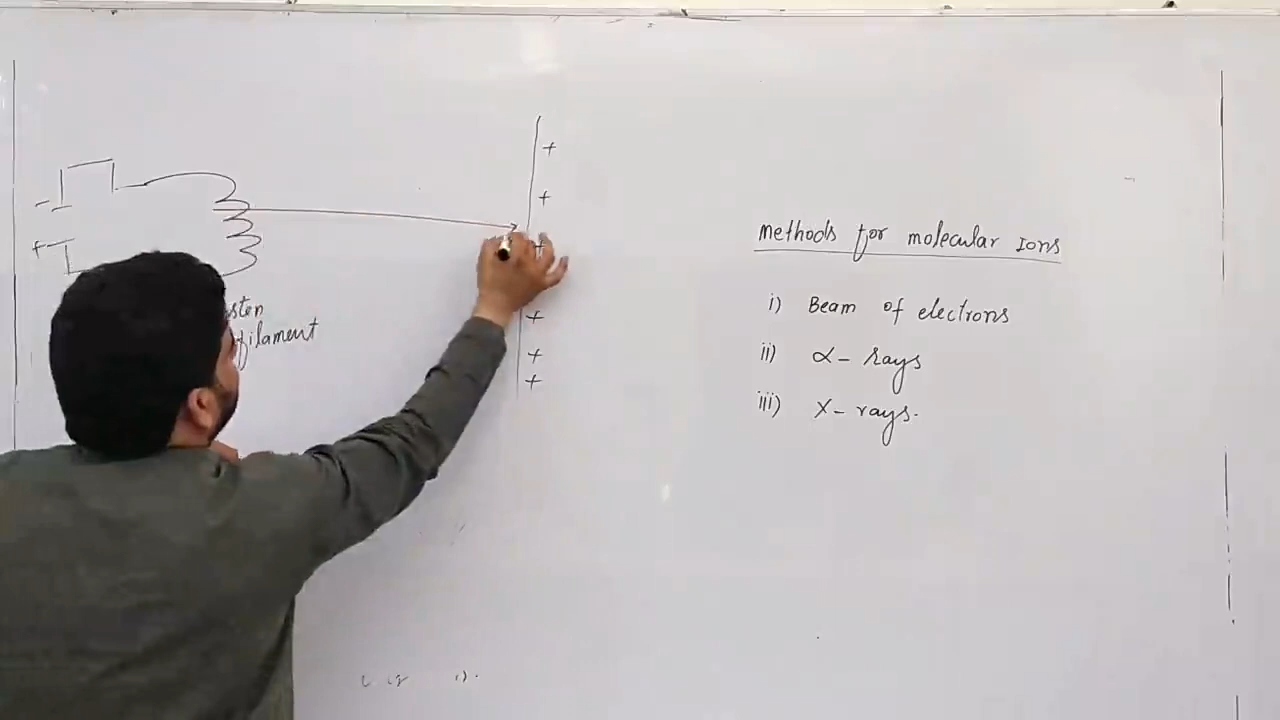 -
+
filament
+
+
+
+
+
+
methods for molecular Ions
i) Beam of electrons
ii) α- rays
iii) X- rays.